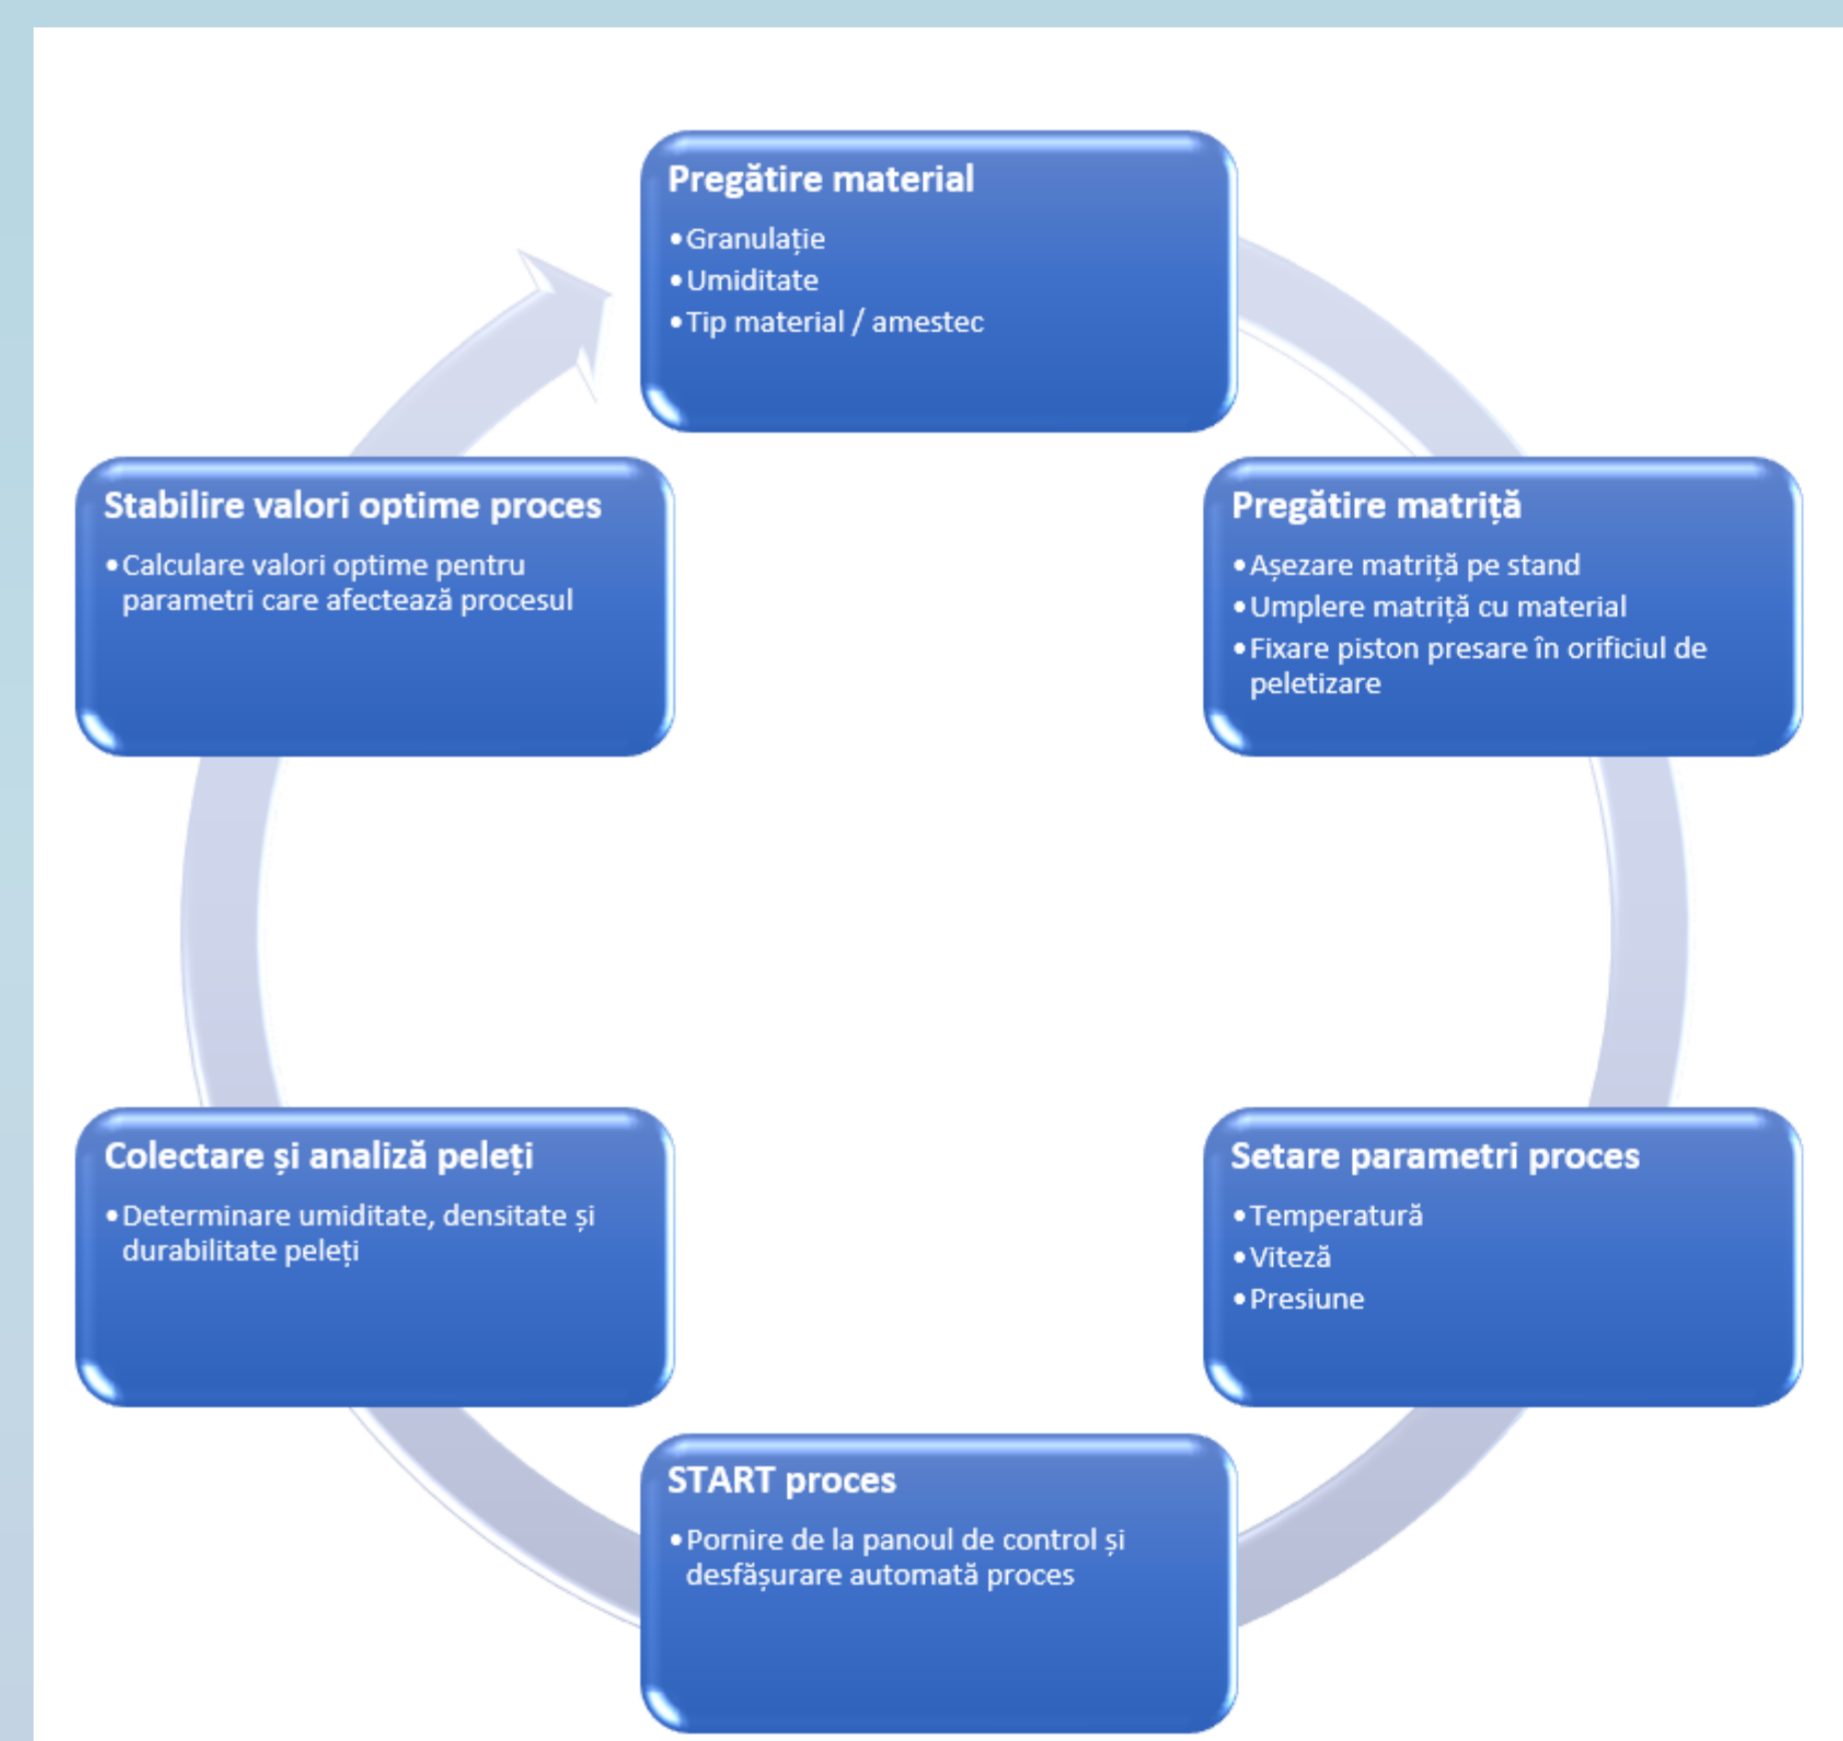 Pregătire material
•Granulație
•Umiditate
•Tip material / amestec
Pregătire matriță
•Așezare matriță pe stand
•Umplere matriță cu material
•Fixare piston presare în orificiul de
peletizare
Setare parametri proces
•Temperatură
•Viteză
•Presiune
START proces
•Pornire de la panoul de control și
desfășurare automată proces
Colectare și analiză peleți
•Determinare umiditate, densitate și
durabilitate peleți
Stabilire valori optime proces
•Calculare valori optime pentru
parametri care afectează procesul